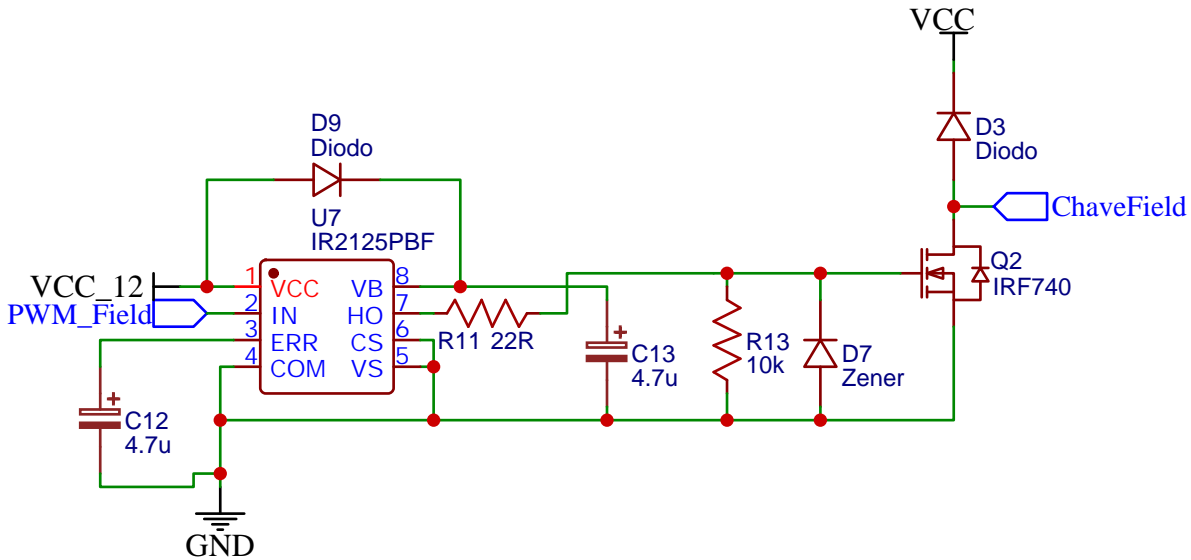 VCC
D9
Diodo
D3
Diodo
ChaveField
U7
IR2125PBF
VCC_12
PWM_Field
1
VCC
2
IN
3
ERR
4
COM
VB
8
HO
7
CS
6
VS
5
R11 22R
Q2
IRF740
C13
4.7u
R13
10k
D7
Zener
C12
4.7u
GND